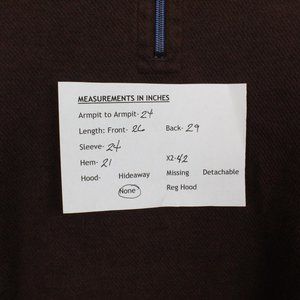 MEASUREMENTS IN INCHES
Armpit to Armpit- 24
Length: Front- 26 Back- 29
Sleeve- 24
Hem- 21 X2- 42
Hood- Hideaway Missing Detachable
None Reg Hood